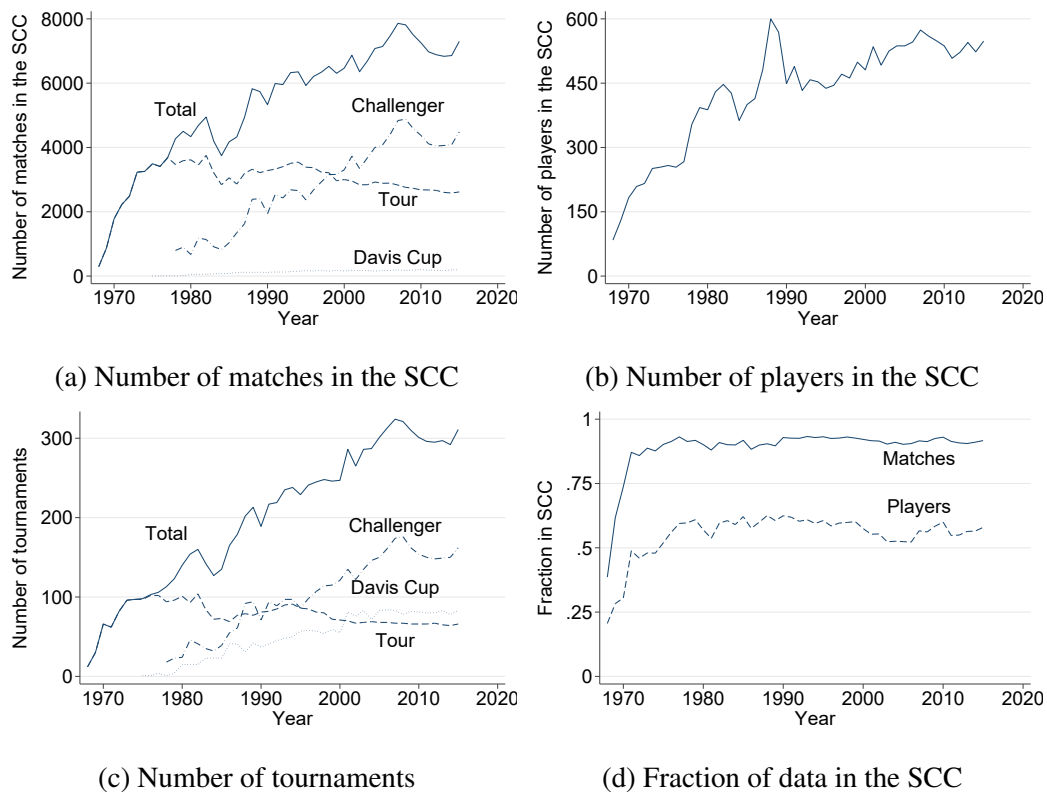 Number of matches in the SCC
8000
6000
4000
2000
0
Total
Challenger
Tour
Davis Cup
1970 1980 1990 2000 2010 2020
Year
(a) Number of matches in the SCC
Number of players in the SCC
600
450
300
150
0
1970 1980 1990 2000 2010 2020
Year
(b) Number of players in the SCC
Number of tournaments
300
200
100
0
Total
Challenger
Davis Cup
Tour
1970 1980 1990 2000 2010 2020
Year
(c) Number of tournaments
Fraction in SCC
1
.75
.5
.25
0
Matches
Players
1970 1980 1990 2000 2010 2020
Year
(d) Fraction of data in the SCC